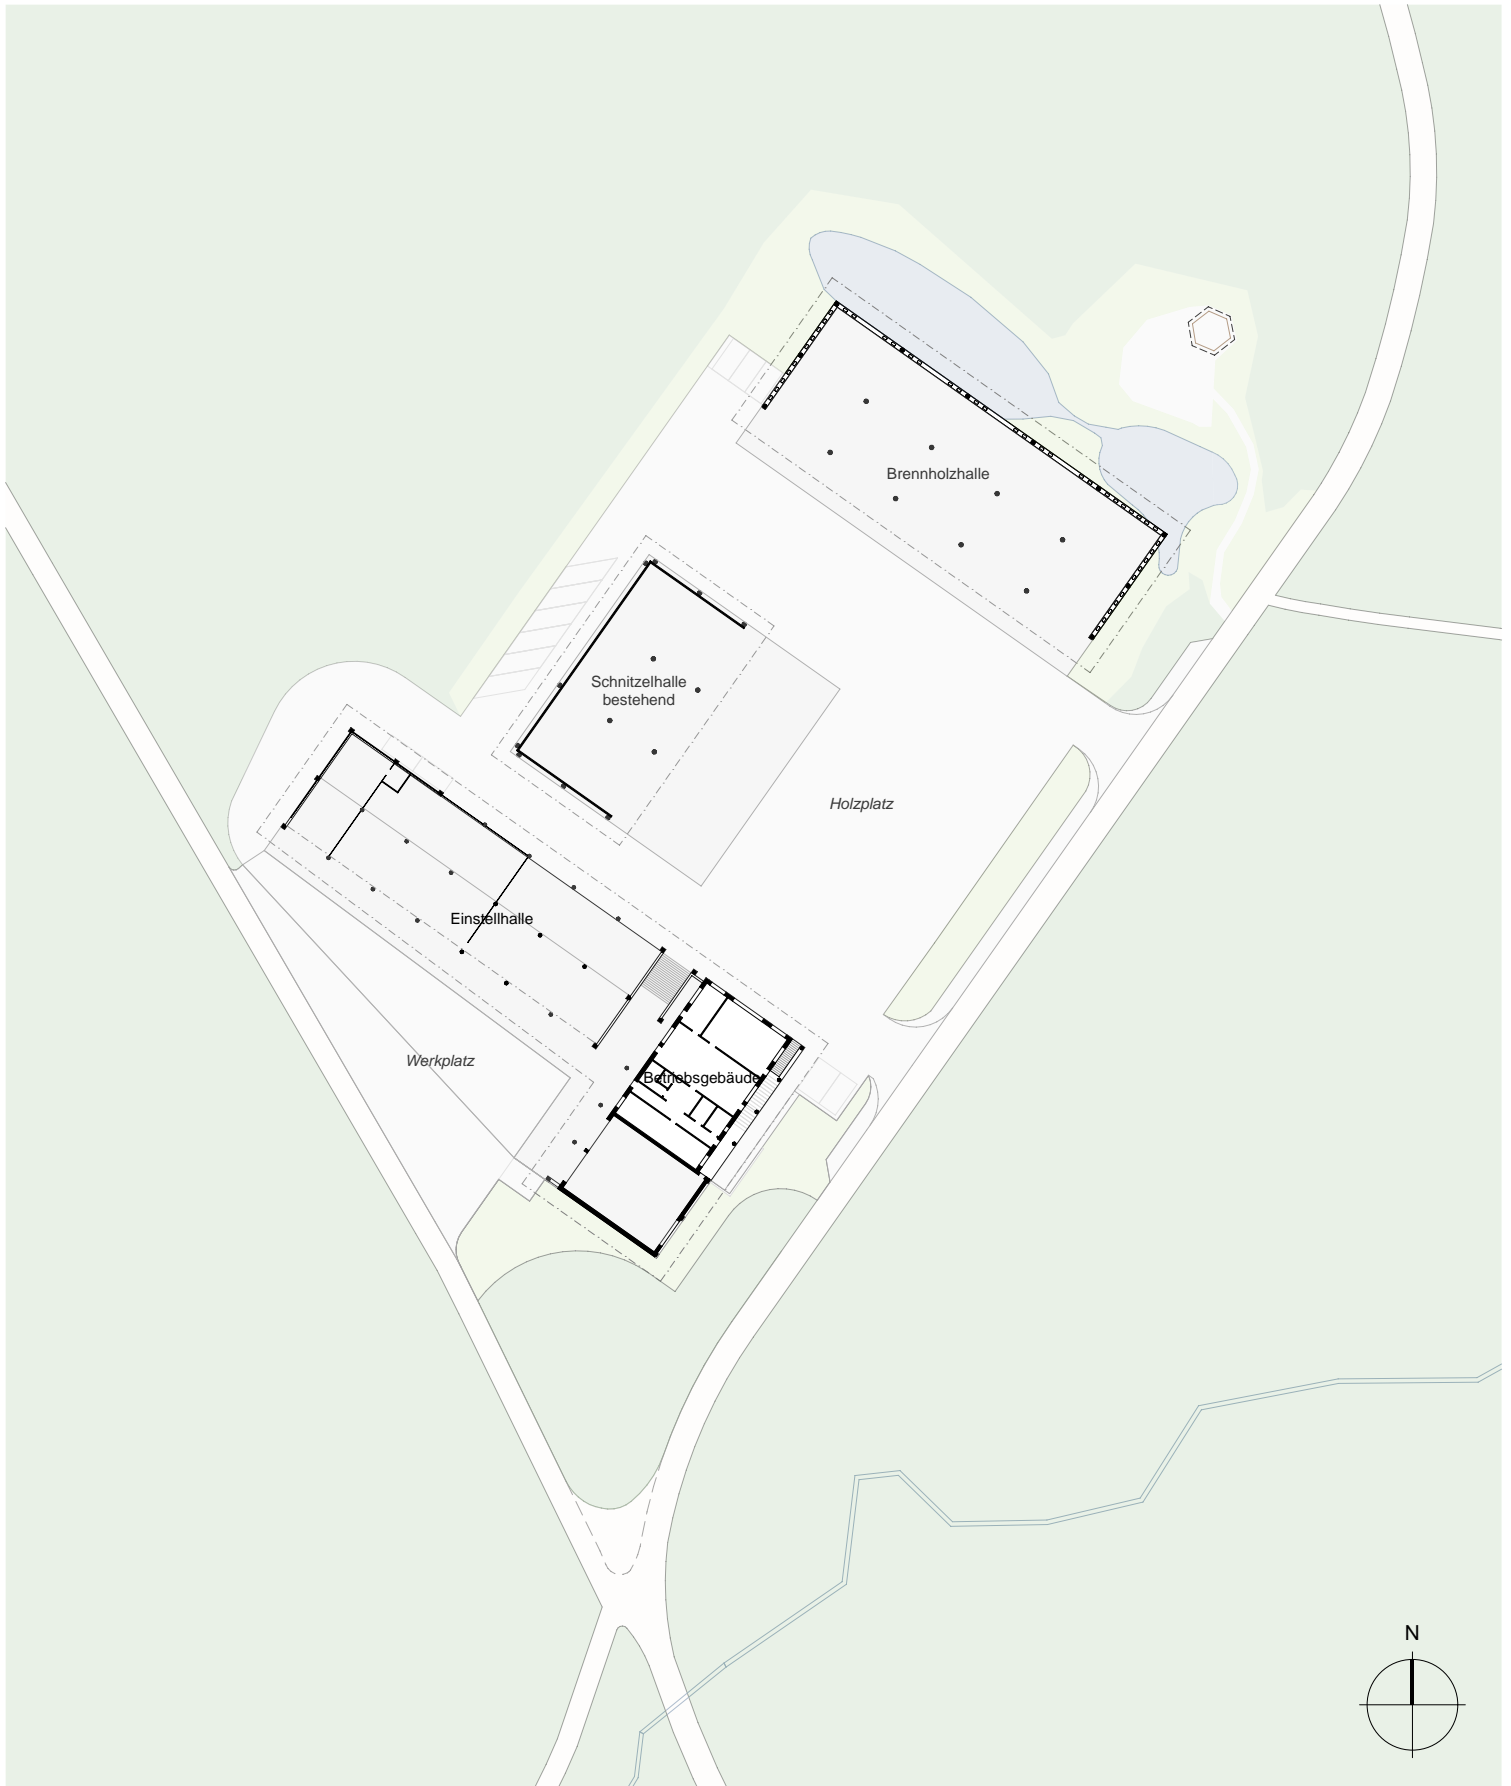 Brennholzhalle
Schnitzelhalle
bestehend
Holzplatz
Einstellhalle
Werkplatz
Betriebsgebäude
N